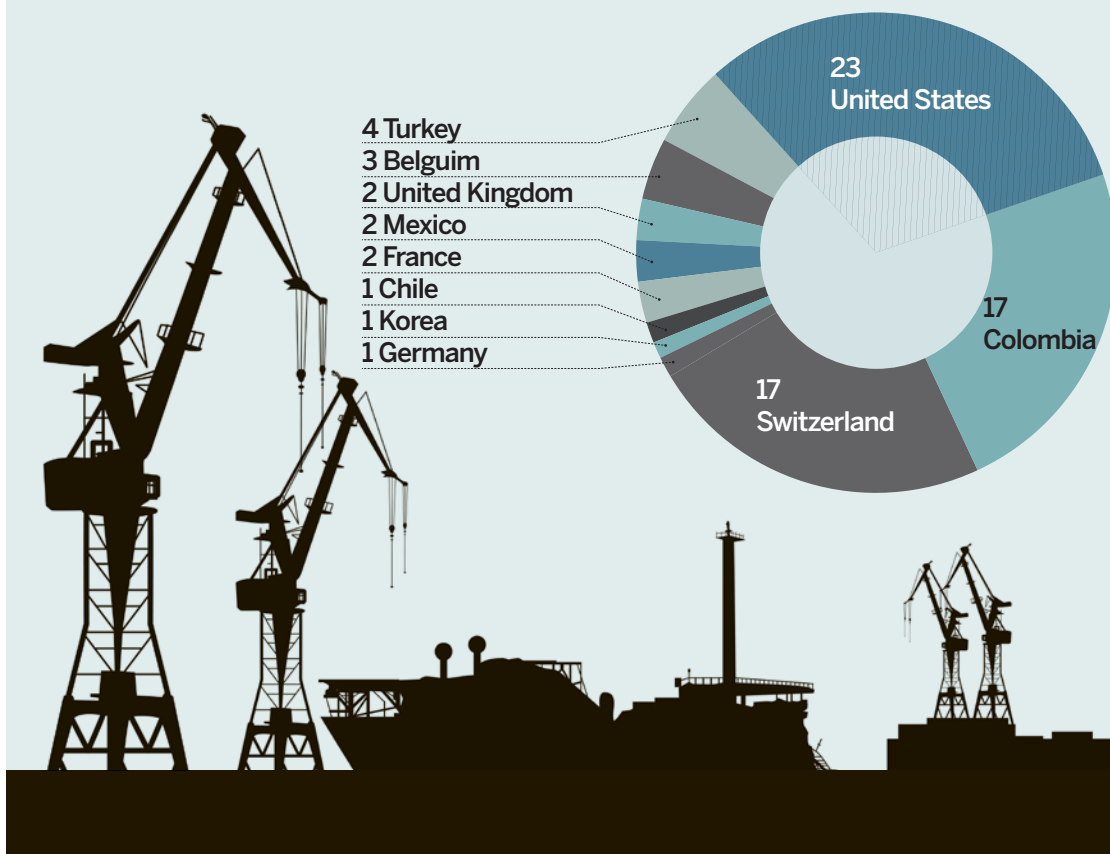 23
United States
4 Turkey
3 Belguim
2 United Kingdom
2 Mexico
2 France
1 Chile
1 Korea
1 Germany
17
Colombia
17
Switzerland